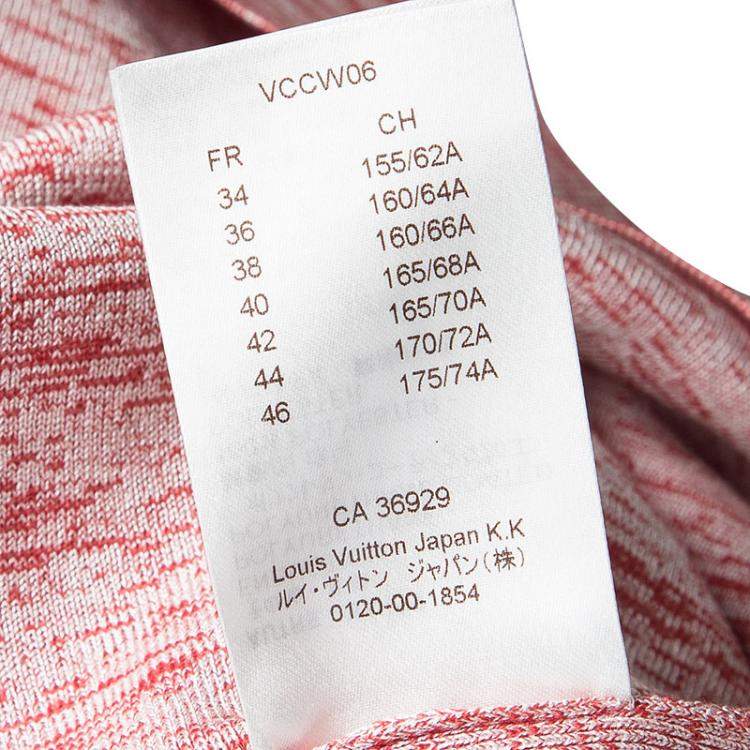 VCCW06
FR CH
34 155/62A
36 160/64A
38 160/66A
40 165/68A
42 165/70A
44 170/72A
46 175/74A
CA 36929
Louis Vuitton Japan K.K
ルイ・ヴィトン ジャパン(株)
0120-00-1854